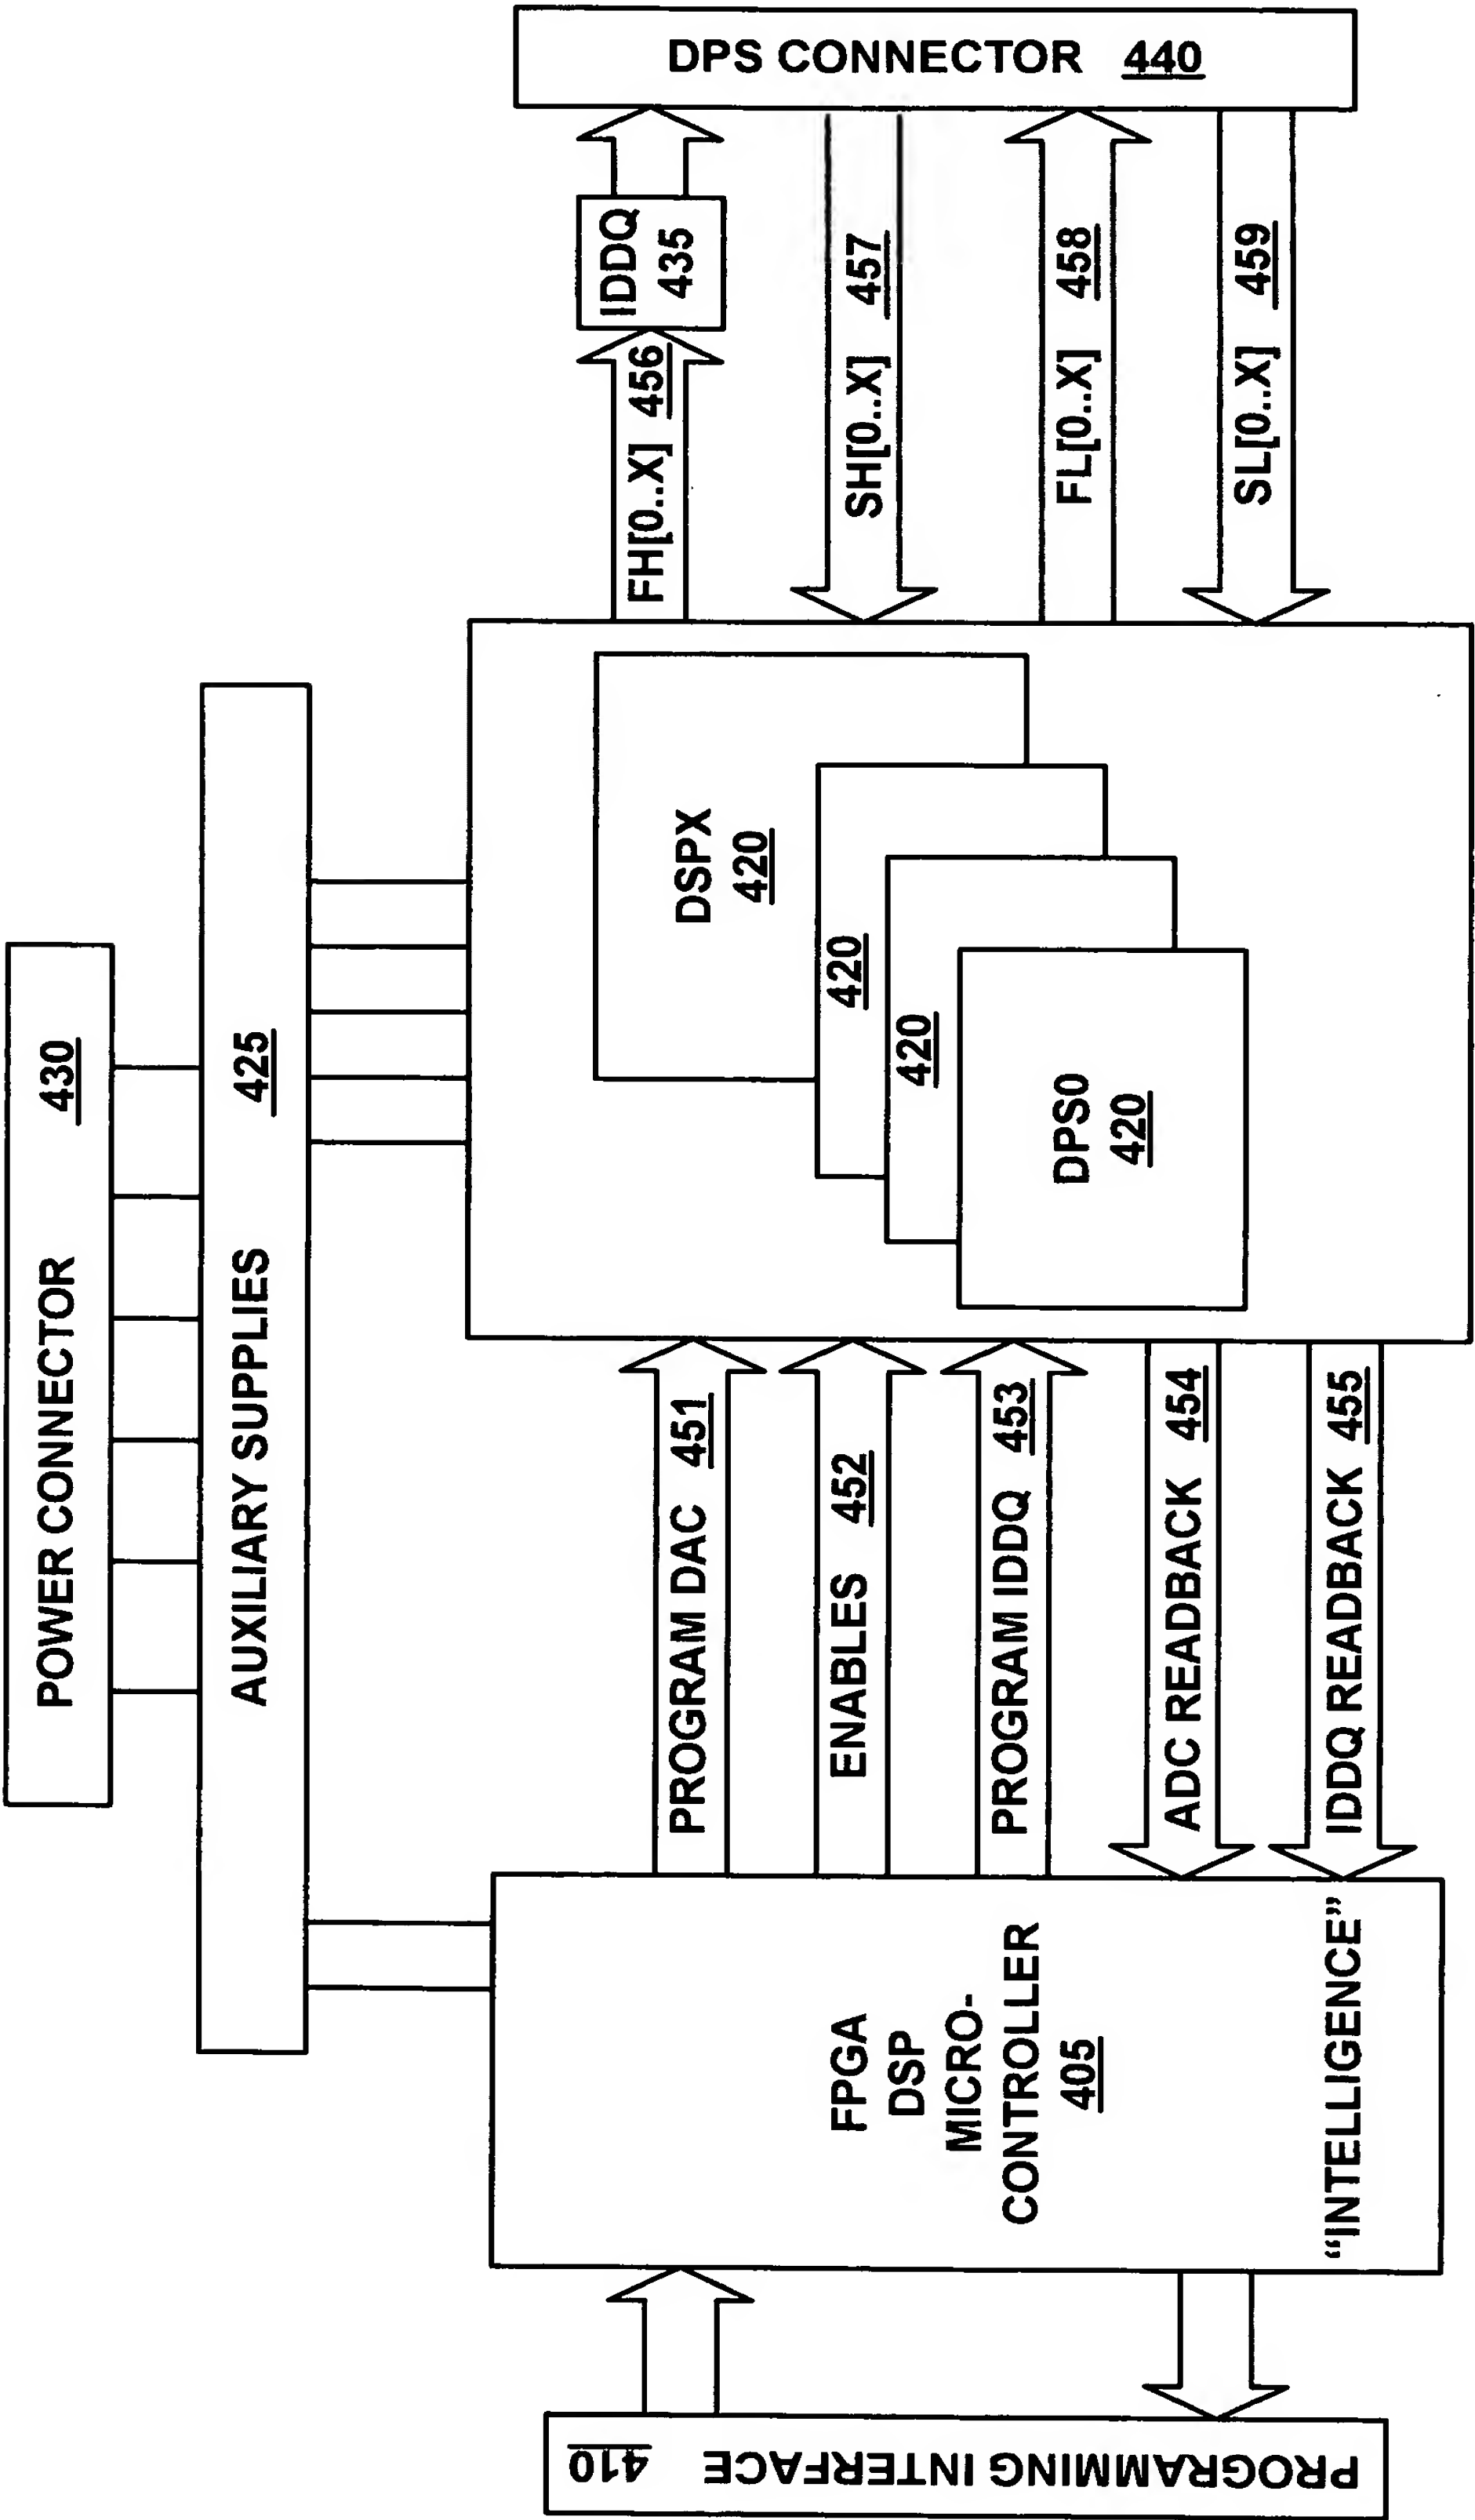 POWER CONNECTOR 430
AUXILIARY SUPPLIES 425
PROGRAMMING INTERFACE 410
FPGA
DSP
MICRO-
CONTROLLER
405
“INTELLIGENCE”
PROGRAM DAC 451
ENABLES 452
PROGRAM IDDQ 453
ADC READBACK 454
IDDQ READBACK 455
DSPX
420
420
420
DPS0
420
FH[0..X] 456
IDDQ
435
SH[0..X] 457
FL[0..X] 458
SL[0..X] 459
DPS CONNECTOR 440